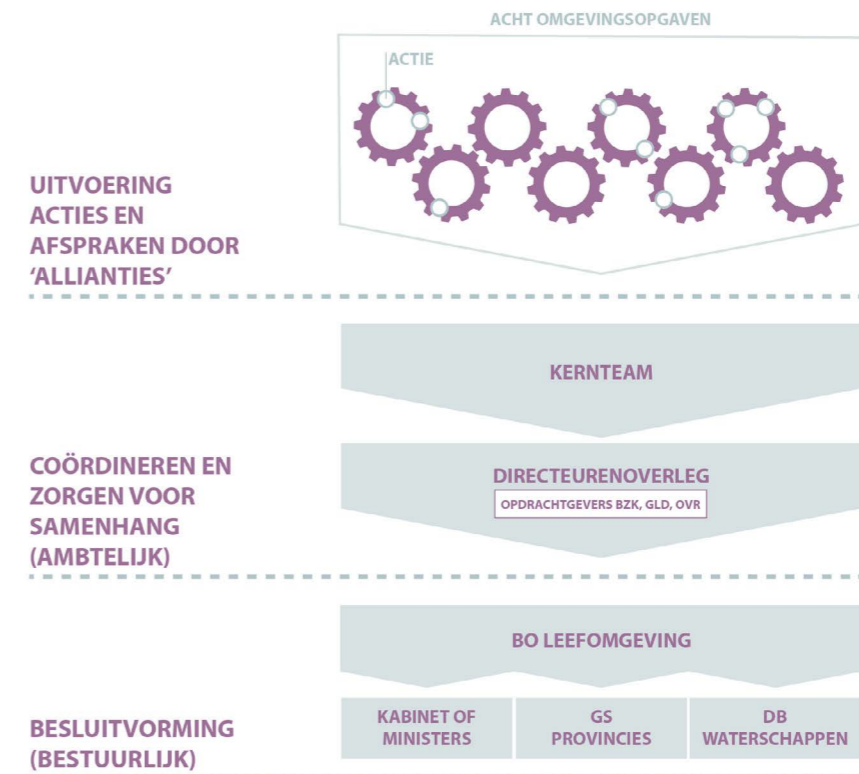 ACHT OMGEVINGSOPGAVEN
ACTIE
UITVOERING
ACTIES EN
AFSPRAKEN DOOR
‘ALLIANTIES’
KERNTEAM
COÖRDINEREN EN
ZORGEN VOOR
SAMENHANG
(AMBTELIJK)
DIRECTEURENOVERLEG
OPDRACHTGEVERS BZK, GLD, OVR
BO LEEFOMGEVING
BESLUITVORMING
(BESTUURLIJK)
KABINET OF
MINISTERS
GS
PROVINCIES
DB
WATERSCHAPPEN